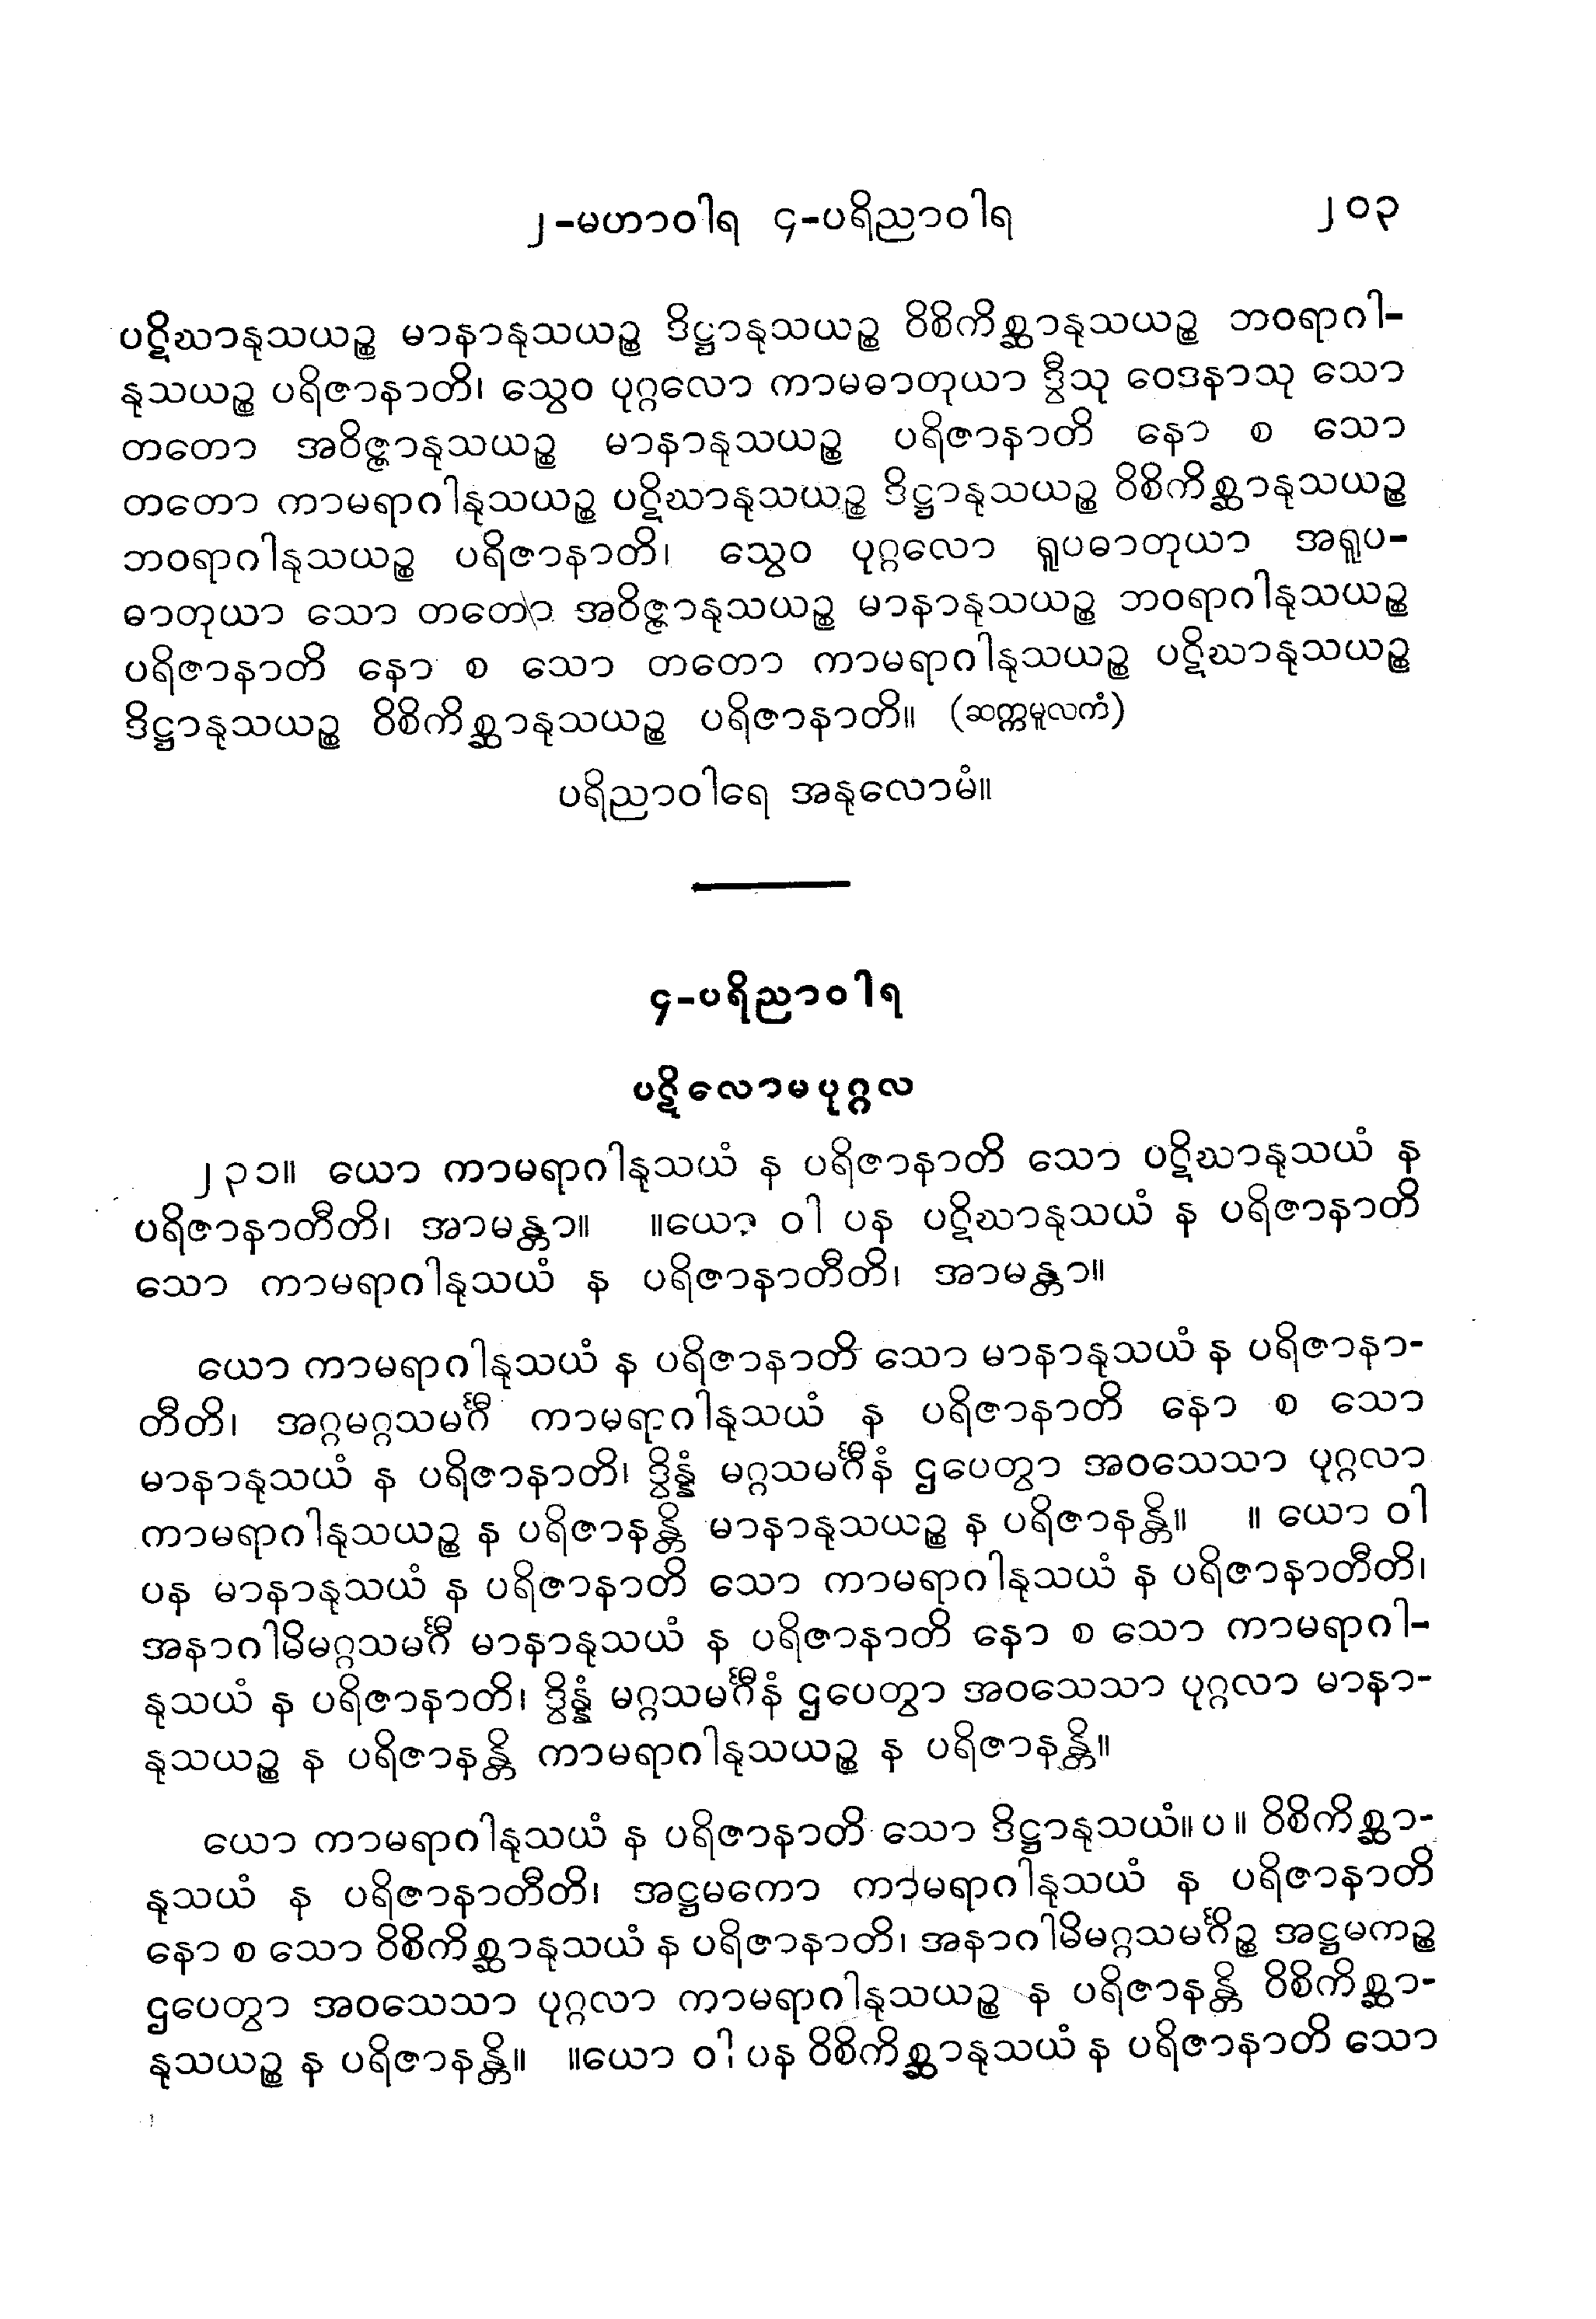 ၂-မဟာဝါရ ၄-ပရိညာဝါရ ၂၀၃
ပဋိဃာနုသယဉ္စ မာနာနုသယဉ္စ ဒိဋ္ဌာနုသယဉ္စ ဝိစိကိစ္ဆာနုသယဉ္စ ဘဝရာဂါ-
နုသယဉ္စ ပရိဇာနာတိ၊ သွေဝ ပုဂ္ဂလော ကာမဓာတုယာ ဒွီသု ဝေဒနာသု သော
တတော အဝိဇ္ဇာနုသယဉ္စ မာနာနုသယဉ္စ ပရိဇာနာတိ နော စ သော
တတော ကာမရာဂါနုသယဉ္စ ပဋိဃာနုသယဉ္စ ဒိဋ္ဌာနုသယဉ္စ ဝိစိကိစ္ဆာနုသယဉ္စ
ဘဝရာဂါနုသယဉ္စ ပရိဇာနာတိ၊ သွေဝ ပုဂ္ဂလော ရူပဓာတုယာ အရူပ-
ဓာတုယာ သော တတော အဝိဇ္ဇာနုသယဉ္စ မာနာနုသယဉ္စ ဘဝရာဂါနုသယဉ္စ
ပရိဇာနာတိ နော စ သော တတော ကာမရာဂါနုသယဉ္စ ပဋိဃာနုသယဉ္စ
ဒိဋ္ဌာနုသယဉ္စ ဝိစိကိစ္ဆာနုသယဉ္စ ပရိဇာနာတိ။ (ဆက္ကမူလကံ)
ပရိညာဝါရေ အနုလောမံ။
၄-ပရိညာဝါရ
ပဋိလောမပုဂ္ဂလ
၂၃၁။ ယော ကာမရာဂါနုသယံ န ပရိဇာနာတိ သော ပဋိဃာနုသယံ န
ပရိဇာနာတီတိ၊ အာမန္တာ။ ။ယော ဝါ ပန ပဋိဃာနုသယံ န ပရိဇာနာတိ
သော ကာမရာဂါနုသယံ န ပရိဇာနာတီတိ၊ အာမန္တာ။
ယော ကာမရာဂါနုသယံ န ပရိဇာနာတိ သော မာနာနုသယံ န ပရိဇာနာ-
တီတိ၊ အဂ္ဂမဂ္ဂသမင်္ဂီ ကာမရာဂါနုသယံ န ပရိဇာနာတိ နော စ သော
မာနာနုသယံ န ပရိဇာနာတိ၊ ဒွိန္နံ မဂ္ဂသမင်္ဂီနံ ဌပေတွာ အဝသေသာ ပုဂ္ဂလာ
ကာမရာဂါနုသယဉ္စ န ပရိဇာနန္တိ မာနာနုသယဉ္စ န ပရိဇာနန္တိ။ ။ ယော ဝါ
ပန မာနာနုသယံ န ပရိဇာနာတိ သော ကာမရာဂါနုသယံ န ပရိဇာနာတီတိ၊
အနာဂါမိမဂ္ဂသမင်္ဂီ မာနာနုသယံ န ပရိဇာနာတိ နော စ သော ကာမရာဂါ-
နုသယံ န ပရိဇာနာတိ၊ ဒွိန္နံ မဂ္ဂသမင်္ဂီနံ ဌပေတွာ အဝသေသာ ပုဂ္ဂလာ မာနာ-
နုသယဉ္စ န ပရိဇာနန္တိ ကာမရာဂါနုသယဉ္စ န ပရိဇာနန္တိ။
ယော ကာမရာဂါနုသယံ န ပရိဇာနာတိ သော ဒိဋ္ဌာနုသယံ။ ပ ။ ဝိစိကိစ္ဆာ-
နုသယံ န ပရိဇာနာတီတိ၊ အဋ္ဌမကော ကာမရာဂါနုသယံ န ပရိဇာနာတိ
နော စ သော ဝိစိကိစ္ဆာနုသယံ န ပရိဇာနာတိ၊ အနာဂါမိမဂ္ဂသမင်္ဂိဉ္စ အဋ္ဌမကဉ္စ
ဌပေတွာ အဝသေသာ ပုဂ္ဂလာ ကာမရာဂါနုသယဉ္စ န ပရိဇာနန္တိ ဝိစိကိစ္ဆာ-
နုသယဉ္စ န ပရိဇာနန္တိ။ ။ယော ဝါ ပန ဝိစိကိစ္ဆာနုသယံ န ပရိဇာနာတိ သော